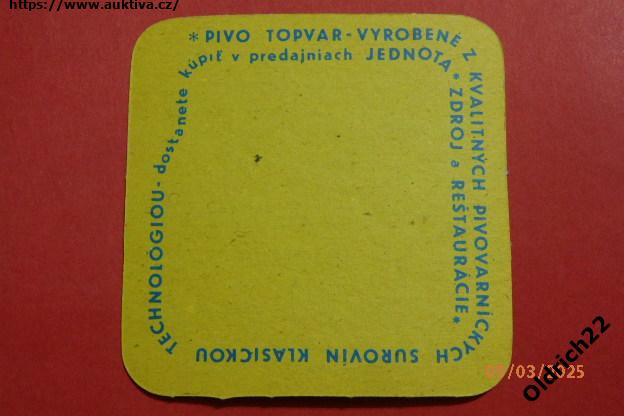 https://www.auktiva.cz/
*PIVO TOPVAR-VYROBENÉ Z KVALITNÝCH PIVOVARNÍCKYCH SUROVÍN KLASICKOU TECHNOLÓGIOU-dostanete kúpiť v predajniach JEDNOTA* ZDROJ a REŠTAURÁCIE*
Oldrich22
/03/2025